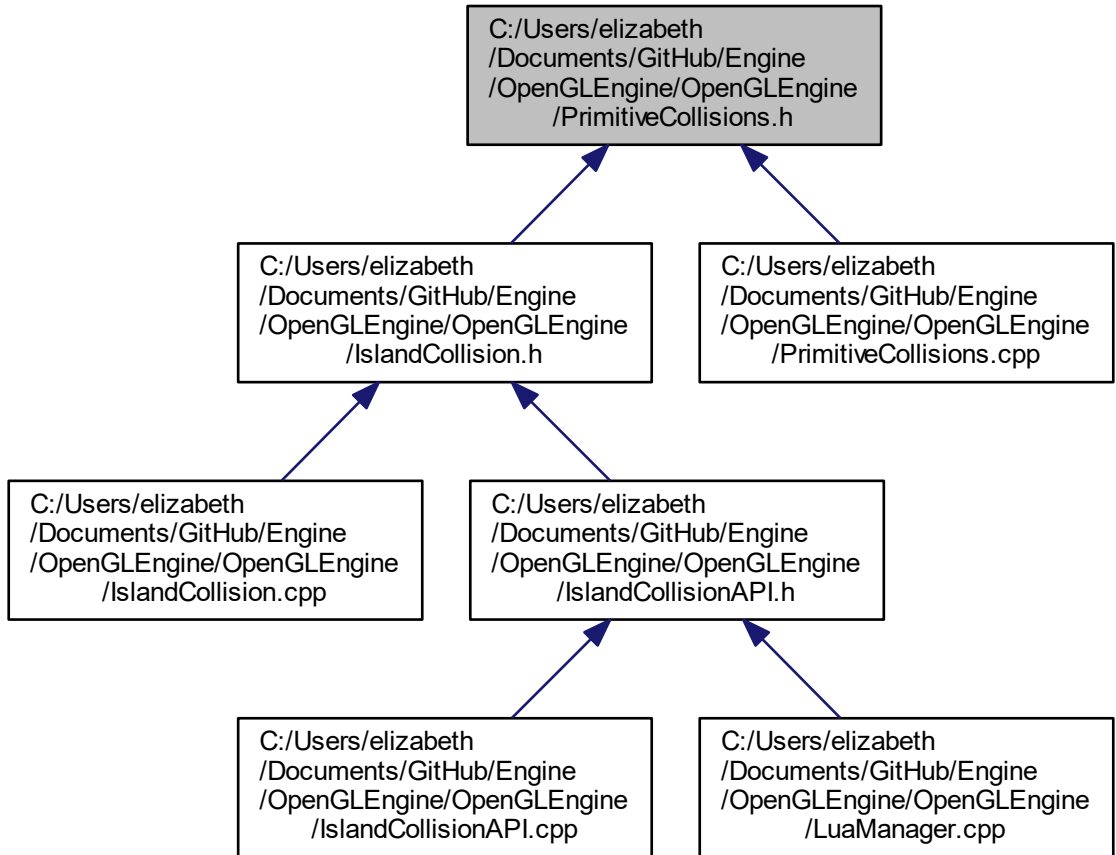 C:/Users/elizabeth
/Documents/GitHub/Engine
/OpenGLEngine/OpenGLEngine
/PrimitiveCollisions.h
C:/Users/elizabeth
/Documents/GitHub/Engine
/OpenGLEngine/OpenGLEngine
/IslandCollision.h
C:/Users/elizabeth
/Documents/GitHub/Engine
/OpenGLEngine/OpenGLEngine
/PrimitiveCollisions.cpp
C:/Users/elizabeth
/Documents/GitHub/Engine
/OpenGLEngine/OpenGLEngine
/IslandCollision.cpp
C:/Users/elizabeth
/Documents/GitHub/Engine
/OpenGLEngine/OpenGLEngine
/IslandCollisionAPI.h
C:/Users/elizabeth
/Documents/GitHub/Engine
/OpenGLEngine/OpenGLEngine
/IslandCollisionAPI.cpp
C:/Users/elizabeth
/Documents/GitHub/Engine
/OpenGLEngine/OpenGLEngine
/LuaManager.cpp